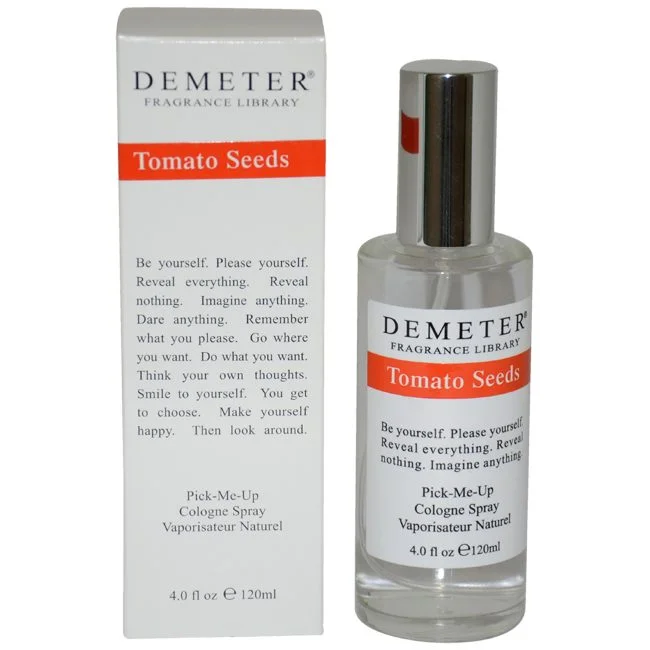 DEMETER®
FRAGRANCE LIBRARY
Tomato Seeds
Be yourself. Please yourself.
Reveal everything. Reveal
nothing. Imagine anything.
Dare anything. Remember
what you please. Go where
you want. Do what you want.
Think your own thoughts.
Smile to yourself. You get
to choose. Make yourself
happy. Then look around.
Pick-Me-Up
Cologne Spray
Vaporisateur Naturel
4.0 fl oz ℮ 120ml
DEMETER®
FRAGRANCE LIBRARY
Tomato Seeds
Be yourself. Please yourself.
Reveal everything. Reveal
nothing. Imagine anything.
Pick-Me-Up
Cologne Spray
Vaporisateur Naturel
4.0 fl oz ℮120ml